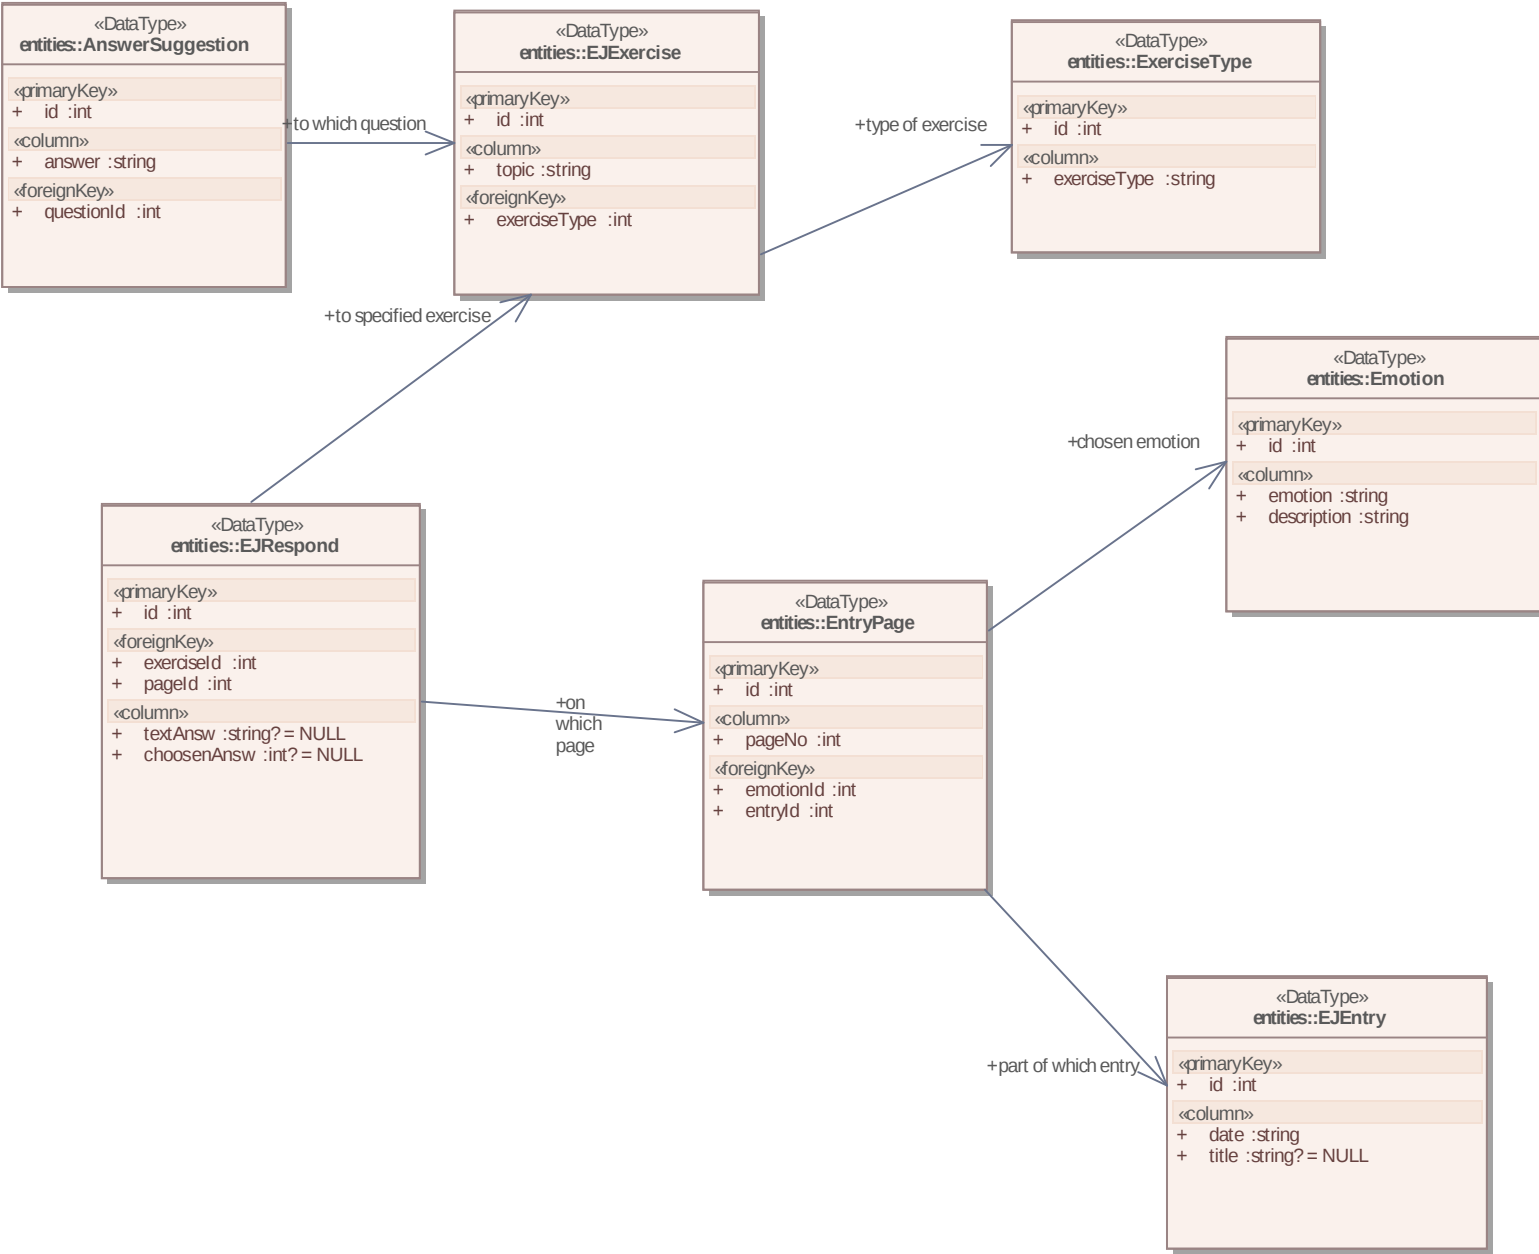 «DataType»
entities::AnswerSuggestion
«primaryKey»
+ id :int
«column»
+ answer :string
«foreignKey»
+ questionId :int
+to which question
«DataType»
entities::EJExercise
«primaryKey»
+ id :int
«column»
+ topic :string
«foreignKey»
+ exerciseType :int
+type of exercise
«DataType»
entities::ExerciseType
«primaryKey»
+ id :int
«column»
+ exerciseType :string
+to specified exercise
«DataType»
entities::Emotion
«primaryKey»
+ id :int
«column»
+ emotion :string
+ description :string
+chosen emotion
«DataType»
entities::EJRespond
«primaryKey»
+ id :int
«foreignKey»
+ exerciseId :int
+ pageId :int
«column»
+ textAnsw :string? = NULL
+ choosenAnsw :int? = NULL
+on
which
page
«DataType»
entities::EntryPage
«primaryKey»
+ id :int
«column»
+ pageNo :int
«foreignKey»
+ emotionId :int
+ entryId :int
+part of which entry
«DataType»
entities::EJEntry
«primaryKey»
+ id :int
«column»
+ date :string
+ title :string? = NULL